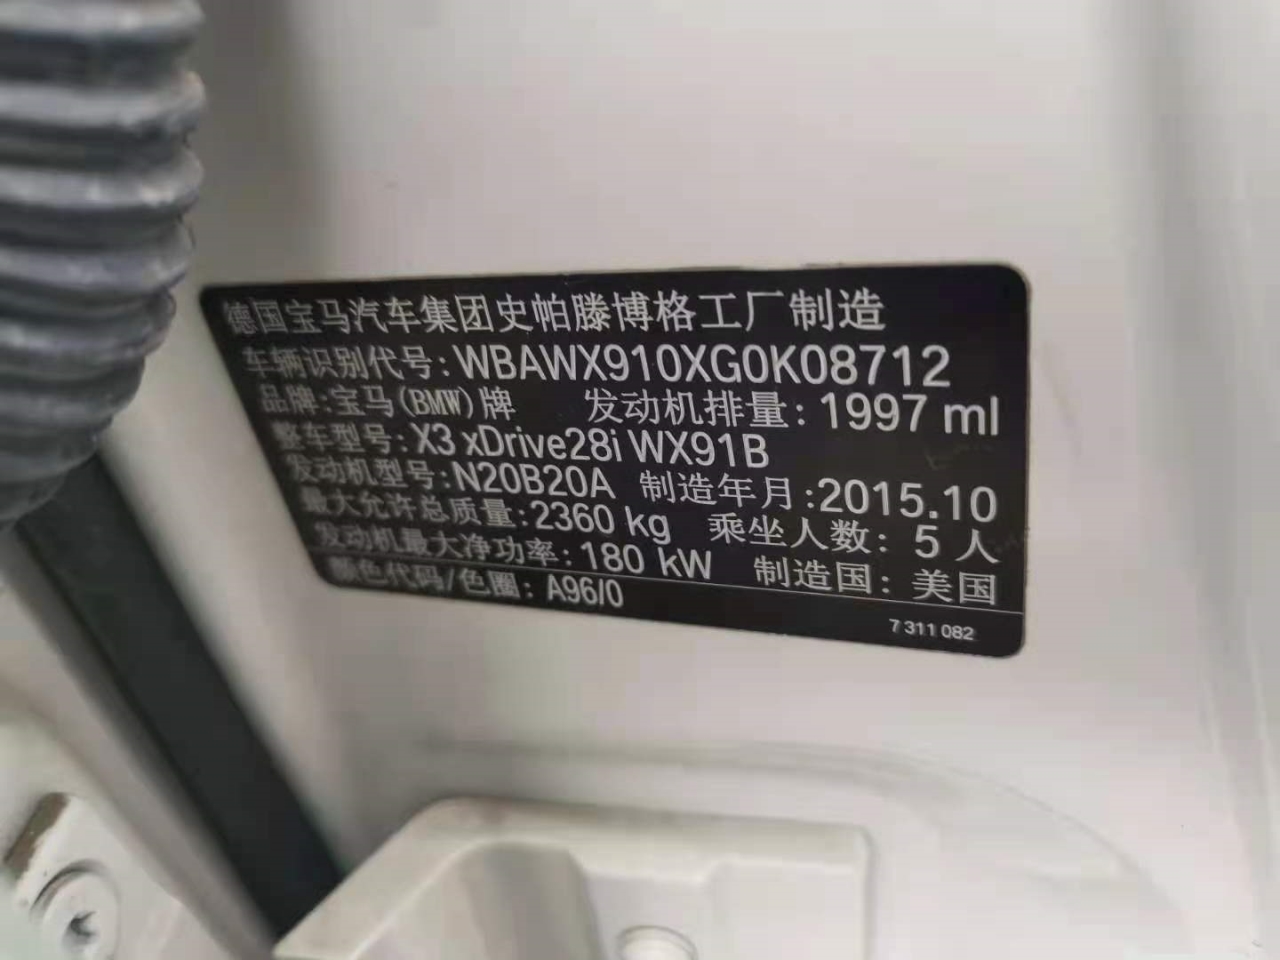 德国宝马汽车集团史帕滕博格工厂制造
车辆识别代号:WBAWX910XG0K08712
品牌:宝马(BMW)牌 发动机排量: 1997 ml
整车型号:X3 xDrive28i WX91B
发动机型号:N20B20A 制造年月:2015.10
最大允许总质量:2360 kg 乘坐人数: 5 人
发动机最大净功率:180 kW 制造国: 美国
颜色代码/色圈: A96/0
7 311 082